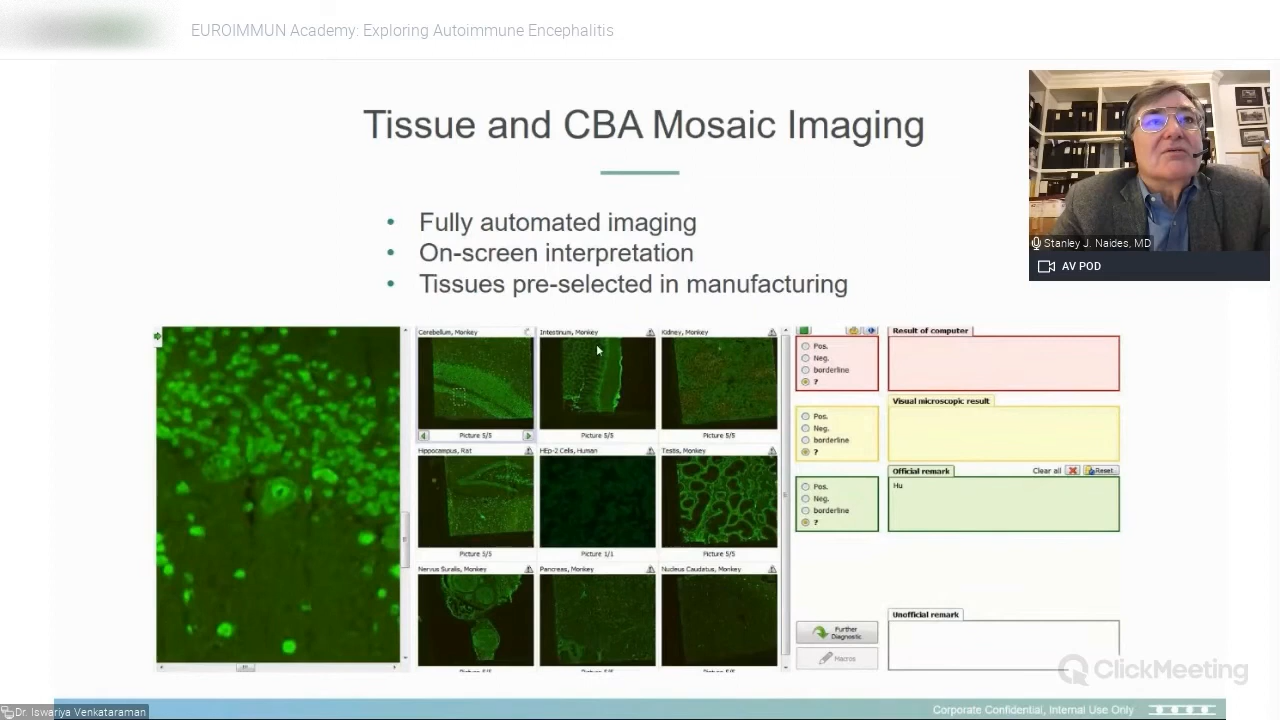 EUROIMMUN Academy: Exploring Autoimmune Encephalitis
Tissue and CBA Mosaic Imaging
• Fully automated imaging
• On-screen interpretation
• Tissues pre-selected in manufacturing
Stanley J. Naides, MD
AV POD
Cerebellum, Monkey
Intestinum, Monkey
Kidney, Monkey
Picture 5/5
Picture 5/5
Picture 5/5
Hippocampus, Rat
HEp-2 Cells, Human
Testis, Monkey
Picture 5/5
Picture 1/1
Picture 5/5
Nervus Suralis, Monkey
Pancreas, Monkey
Nucleus Caudatus, Monkey
Pos.
Neg.
borderline
?
Result of computer
Pos.
Neg.
borderline
?
Visual microscopic result
Pos.
Neg.
borderline
?
Official remark
Clear all
Reset
Hu
Further
Diagnostic
Macros
Unofficial remark
ClickMeeting
Corporate Confidential, Internal Use Only
Dr. Iswariya Venkataraman